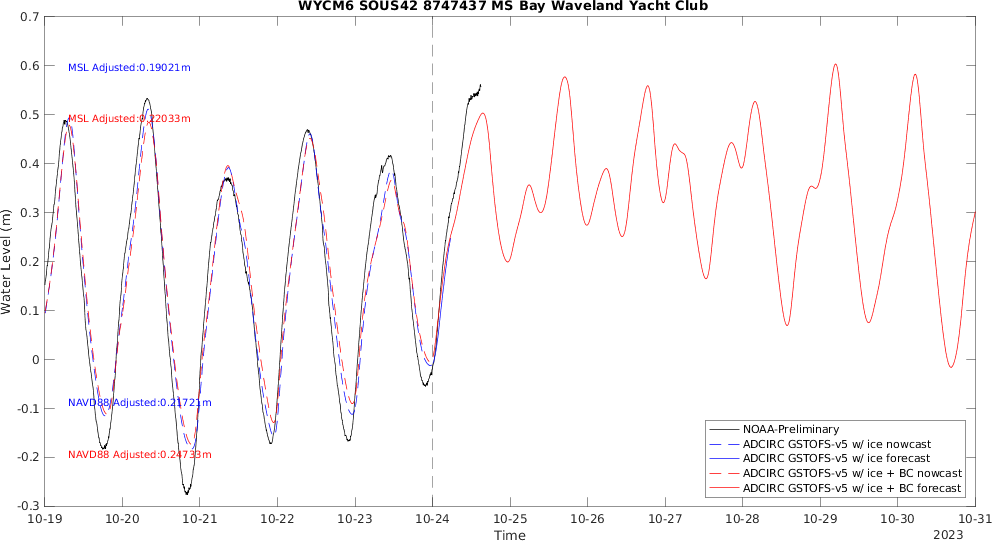 WYCM6 SOUS42 8747437 MS Bay Waveland Yacht Club
Water Level (m)
0.7
0.6
0.5
0.4
0.3
0.2
0.1
0
-0.1
-0.2
-0.3
MSL Adjusted:0.19021m
MSL Adjusted:0.22033m
NAVD88 Adjusted:0.21721m
NAVD88 Adjusted:0.24733m
NOAA-Preliminary
ADCIRC GSTOFS-v5 w/ ice nowcast
ADCIRC GSTOFS-v5 w/ ice forecast
ADCIRC GSTOFS-v5 w/ ice + BC nowcast
ADCIRC GSTOFS-v5 w/ ice + BC forecast
10-19 10-20 10-21 10-22 10-23 10-24 10-25 10-26 10-27 10-28 10-29 10-30 10-31
Time
2023